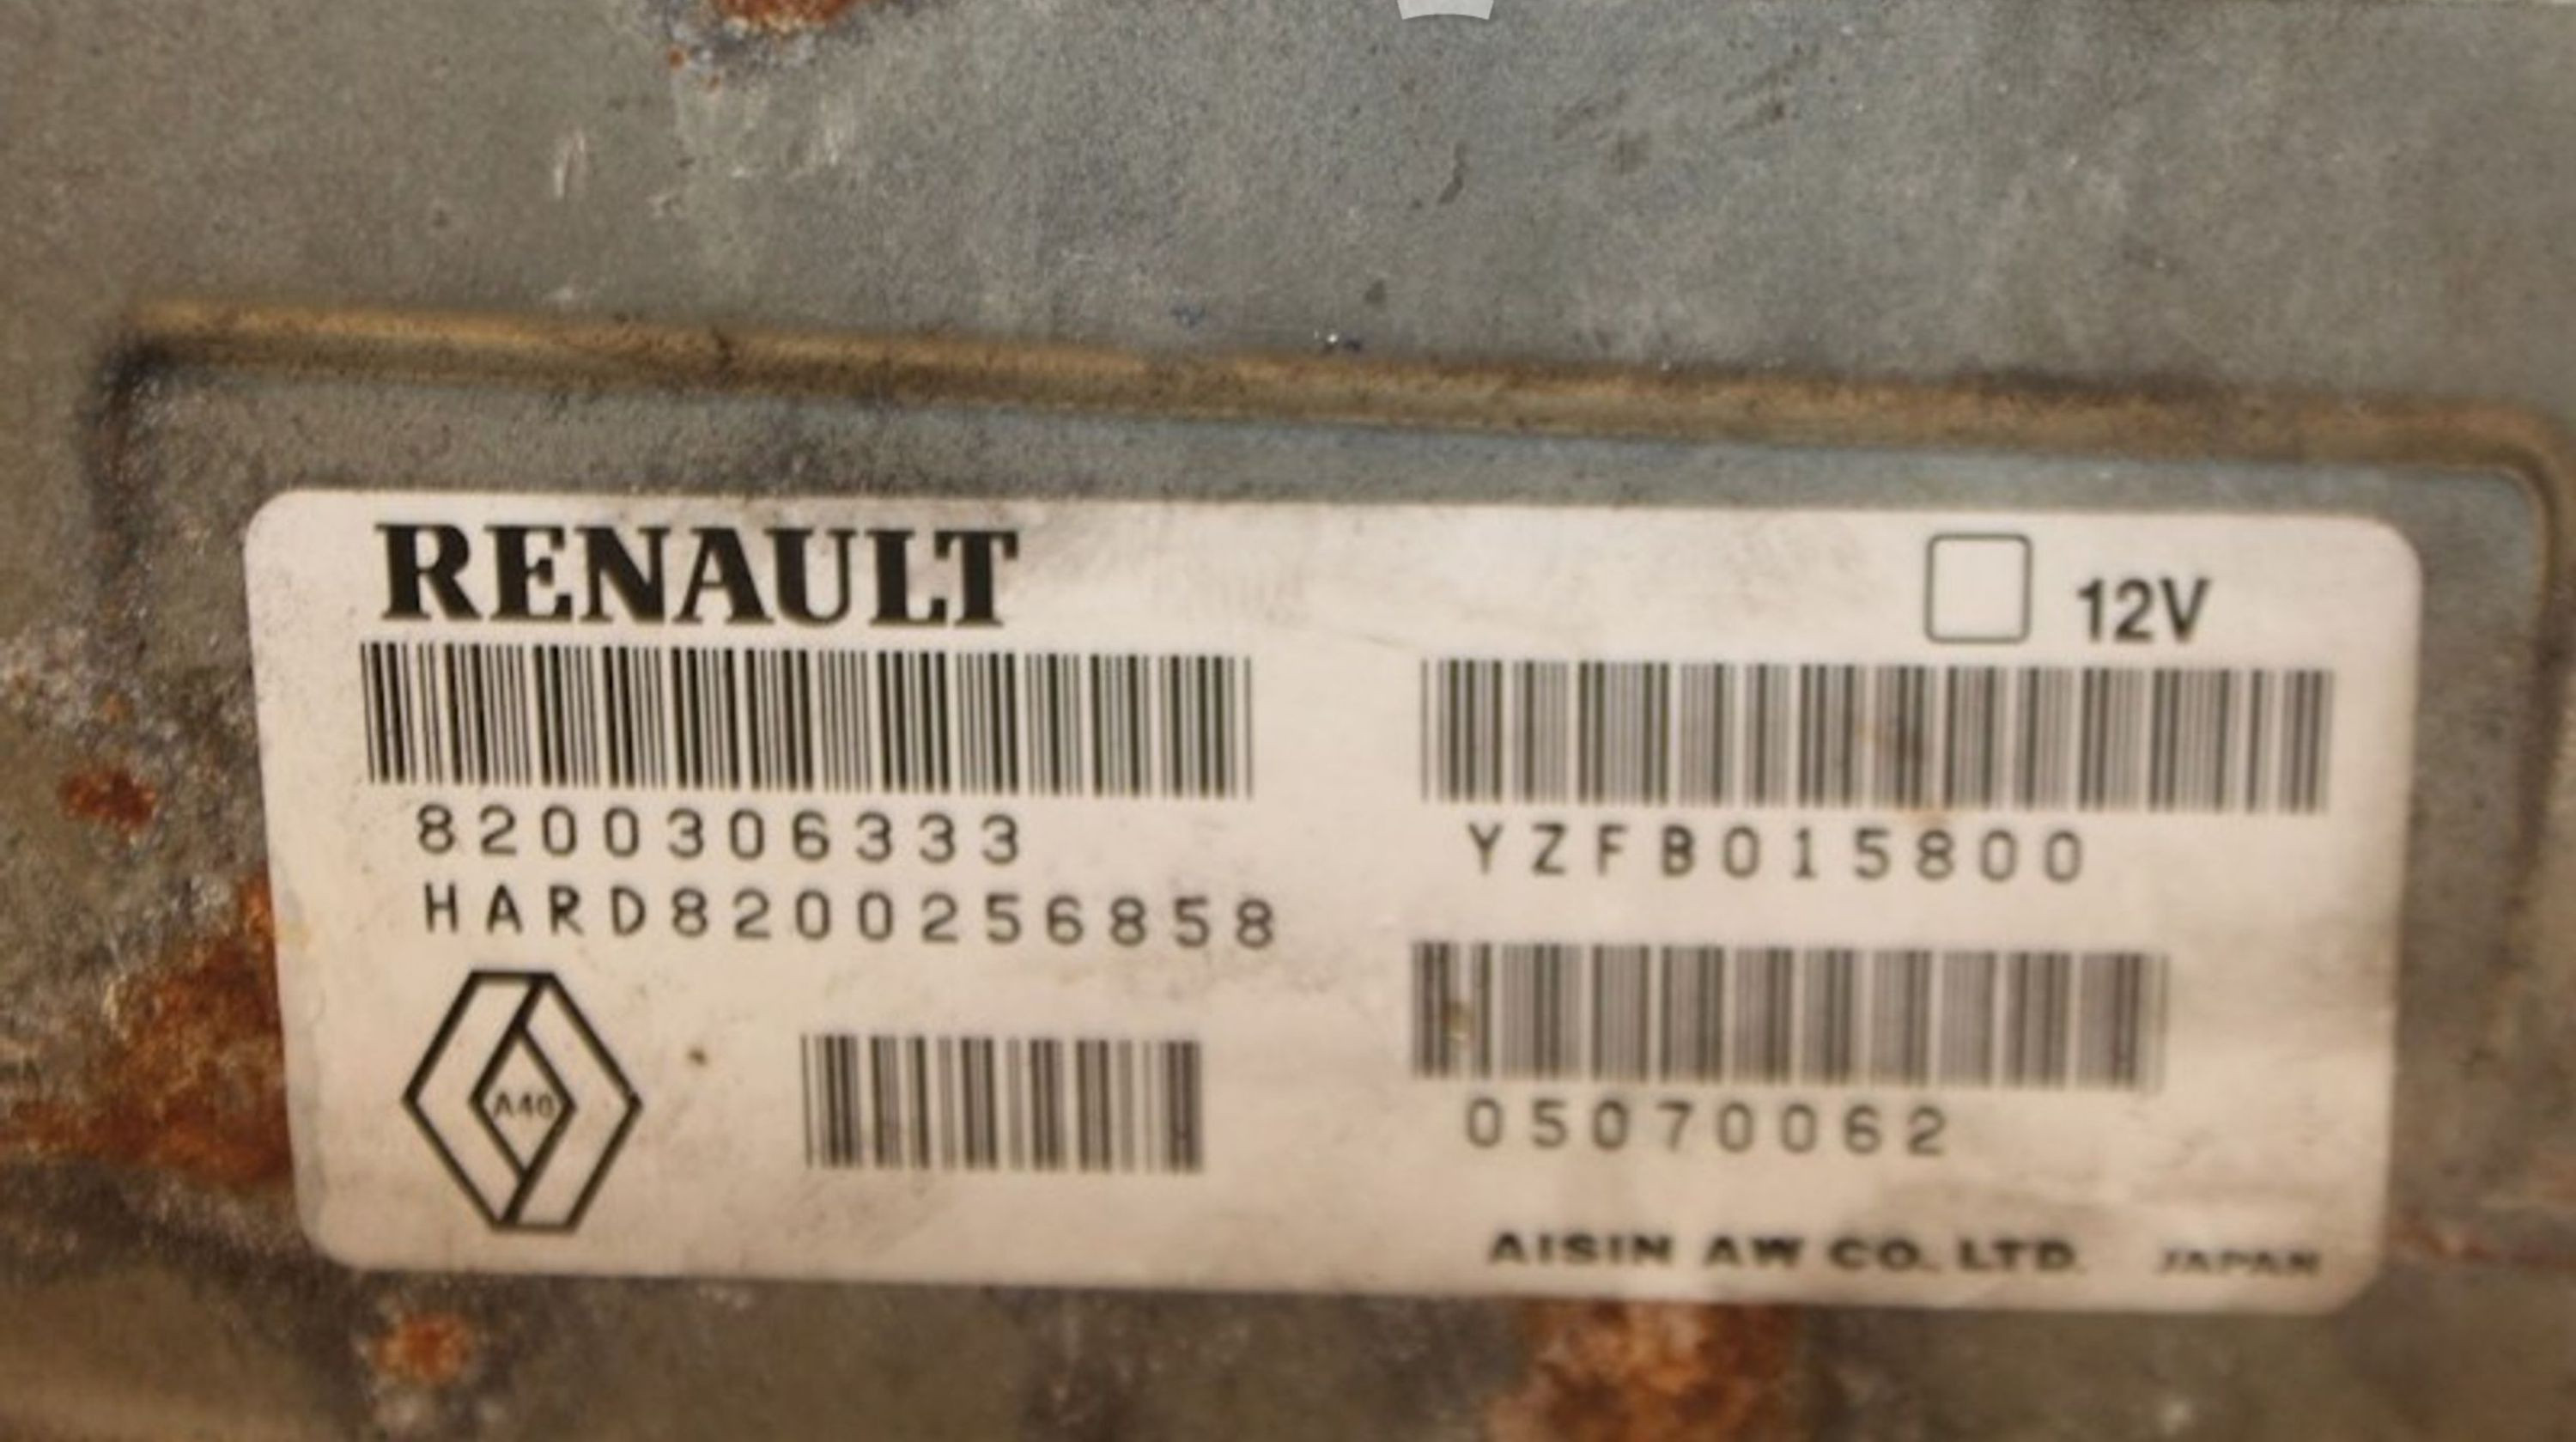 RENAULT
12V
8200306333
HARD8200256858
YZFB015800
A40
05070062
AISIN AW CO. LTD. JAPAN